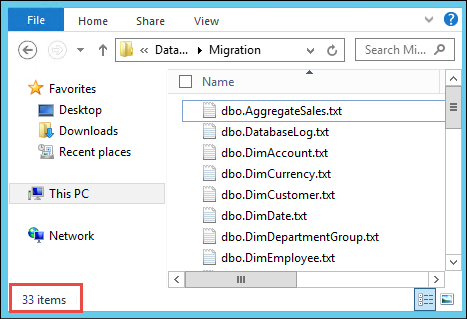 File Home Share View
« Data... ▸ Migration Search Mi...
Favorites
Desktop
Downloads
Recent places
This PC
Network
Name
dbo.AggregateSales.txt
dbo.DatabaseLog.txt
dbo.DimAccount.txt
dbo.DimCurrency.txt
dbo.DimCustomer.txt
dbo.DimDate.txt
dbo.DimDepartmentGroup.txt
dbo.DimEmployee.txt
33 items